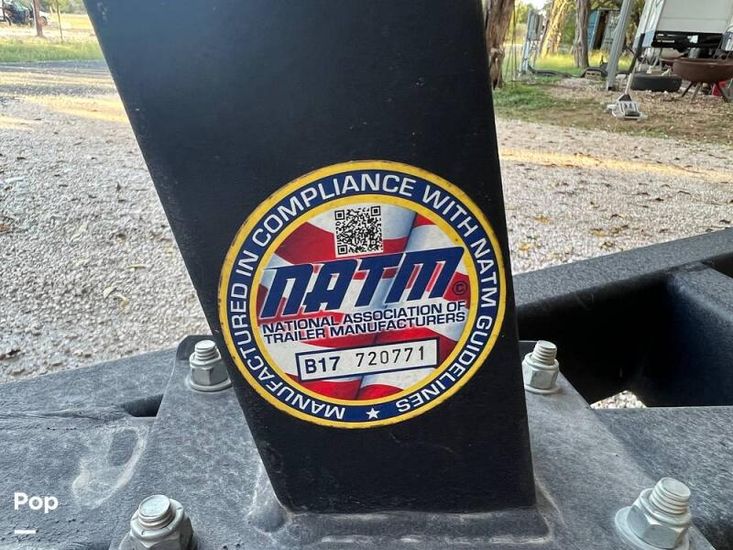 MANUFACTURED IN COMPLIANCE WITH NATM GUIDELINES
NATM ©
NATIONAL ASSOCIATION OF
TRAILER MANUFACTURERS
B17 720771
Pop